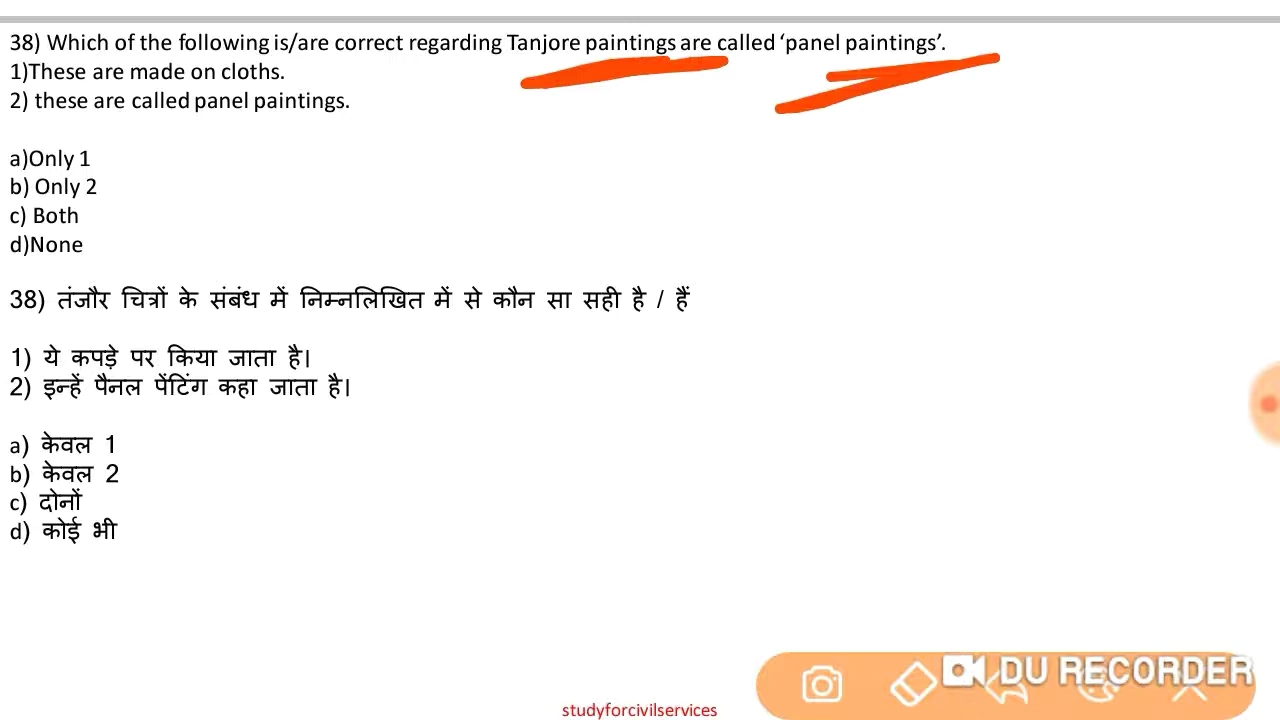 38) Which of the following is/are correct regarding Tanjore paintings are called ‘panel paintings’.
1)These are made on cloths.
2) these are called panel paintings.
a)Only 1
b) Only 2
c) Both
d)None
38) तंजौर चित्रों के संबंध में निम्नलिखित में से कौन सा सही है / हैं
1) ये कपड़े पर किया जाता है।
2) इन्हें पैनल पेंटिंग कहा जाता है।
a) केवल 1
b) केवल 2
c) दोनों
d) कोई भी
DU RECORDER
studyforcivilservices